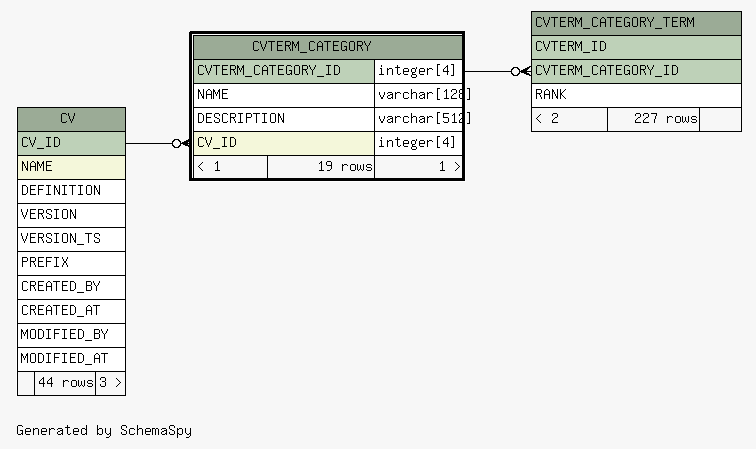 CV
CV_ID
NAME
DEFINITION
VERSION
VERSION_TS
PREFIX
CREATED_BY
CREATED_AT
MODIFIED_BY
MODIFIED_AT
44 rows 3 >
CVTERM_CATEGORY
CVTERM_CATEGORY_ID integer[4]
NAME varchar[128]
DESCRIPTION varchar[512]
CV_ID integer[4]
< 1 19 rows 1 >
CVTERM_CATEGORY_TERM
CVTERM_ID
CVTERM_CATEGORY_ID
RANK
< 2 227 rows
Generated by SchemaSpy